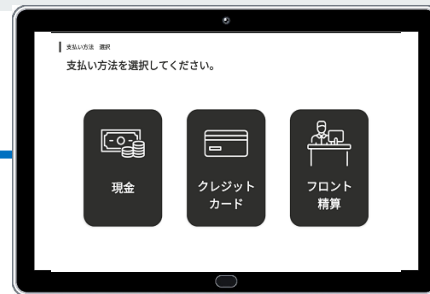 支払い方法 選択
支払い方法を選択してください。
現金
クレジット
カード
フロント
精算